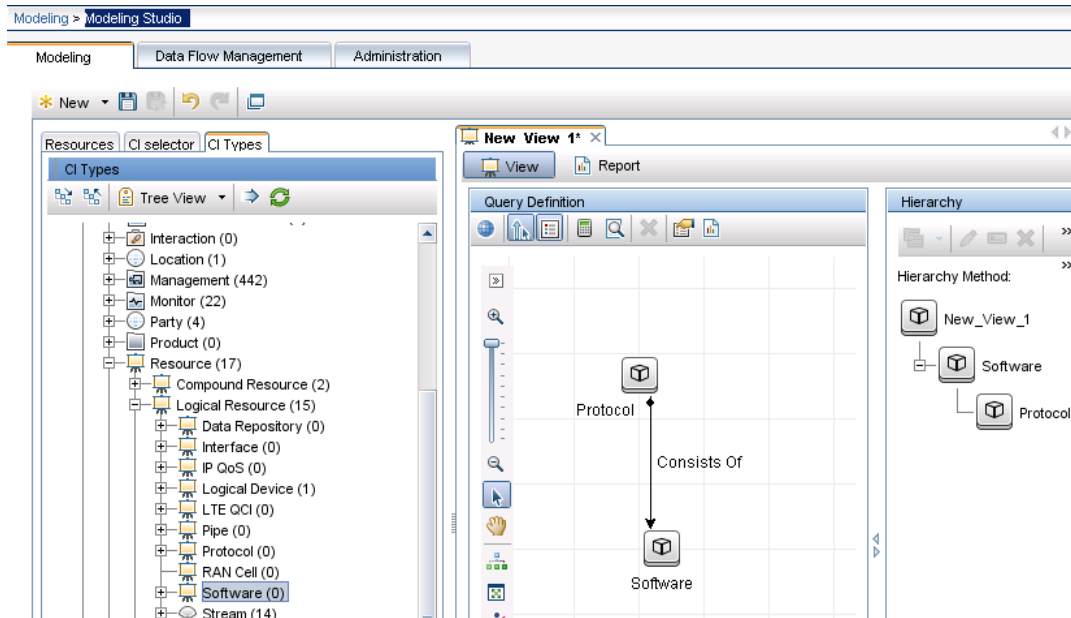 Modeling > Modeling Studio
Modeling Data Flow Management Administration
New
Resources CI selector CI Types
CI Types
Tree View
Interaction (0)
Location (1)
Management (442)
Monitor (22)
Party (4)
Product (0)
Resource (17)
Compound Resource (2)
Logical Resource (15)
Data Repository (0)
Interface (0)
IP QoS (0)
Logical Device (1)
LTE QCI (0)
Pipe (0)
Protocol (0)
RAN Cell (0)
Software (0)
Stream (14)
New View 1* ×
View Report
Query Definition
Protocol
Consists Of
Software
Hierarchy
»
»
Hierarchy Method:
New_View_1
Software
Protocol